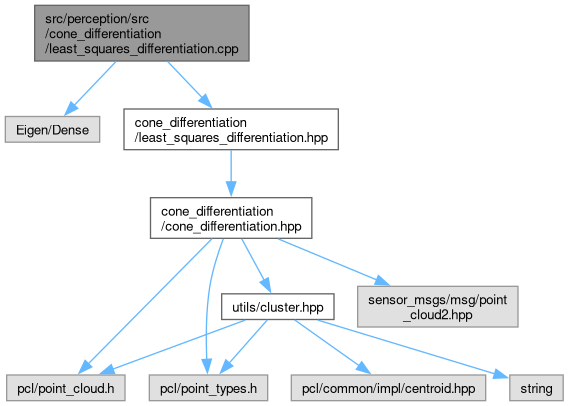 src/perception/src
/cone_differentiation
/least_squares_differentiation.cpp
Eigen/Dense
cone_differentiation
/least_squares_differentiation.hpp
cone_differentiation
/cone_differentiation.hpp
utils/cluster.hpp
sensor_msgs/msg/point
_cloud2.hpp
pcl/point_cloud.h
pcl/point_types.h
pcl/common/impl/centroid.hpp
string